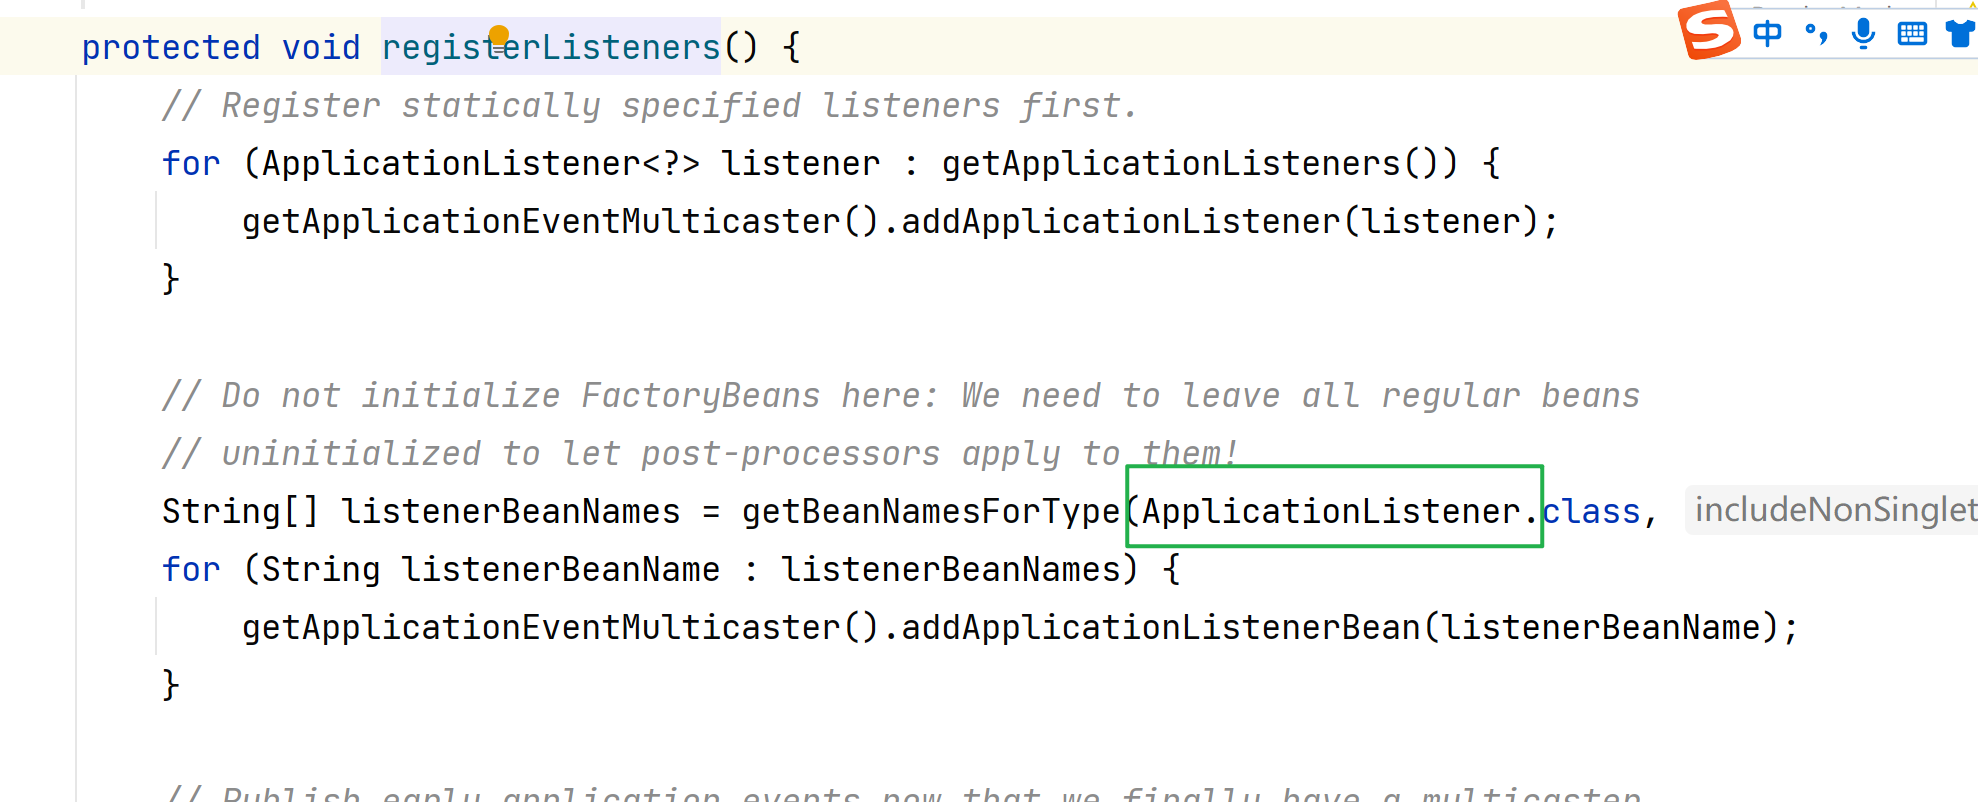 protected void registerListeners() {
中
// Register statically specified listeners first.
for (ApplicationListener<?> listener : getApplicationListeners()) {
getApplicationEventMulticaster().addApplicationListener(listener);
}
// Do not initialize FactoryBeans here: We need to leave all regular beans
// uninitialized to let post-processors apply to them!
String[] listenerBeanNames = getBeanNamesForType(ApplicationListener.class, includeNonSinglet
for (String listenerBeanName : listenerBeanNames) {
getApplicationEventMulticaster().addApplicationListenerBean(listenerBeanName);
}
// Publish early application events now that we finally have a multicaster